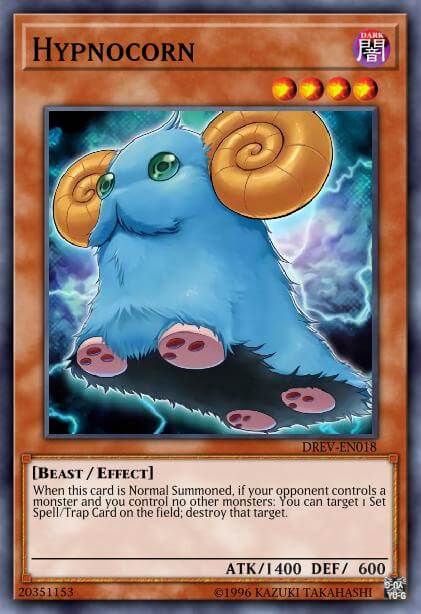 HYPNOCORN
DARK
闇
DREV-EN018
[BEAST / EFFECT]
When this card is Normal Summoned, if your opponent controls a
monster and you control no other monsters: You can target 1 Set
Spell/Trap Card on the field; destroy that target.
ATK/1400 DEF/ 600
20351153
©1996 KAZUKI TAKAHASHI